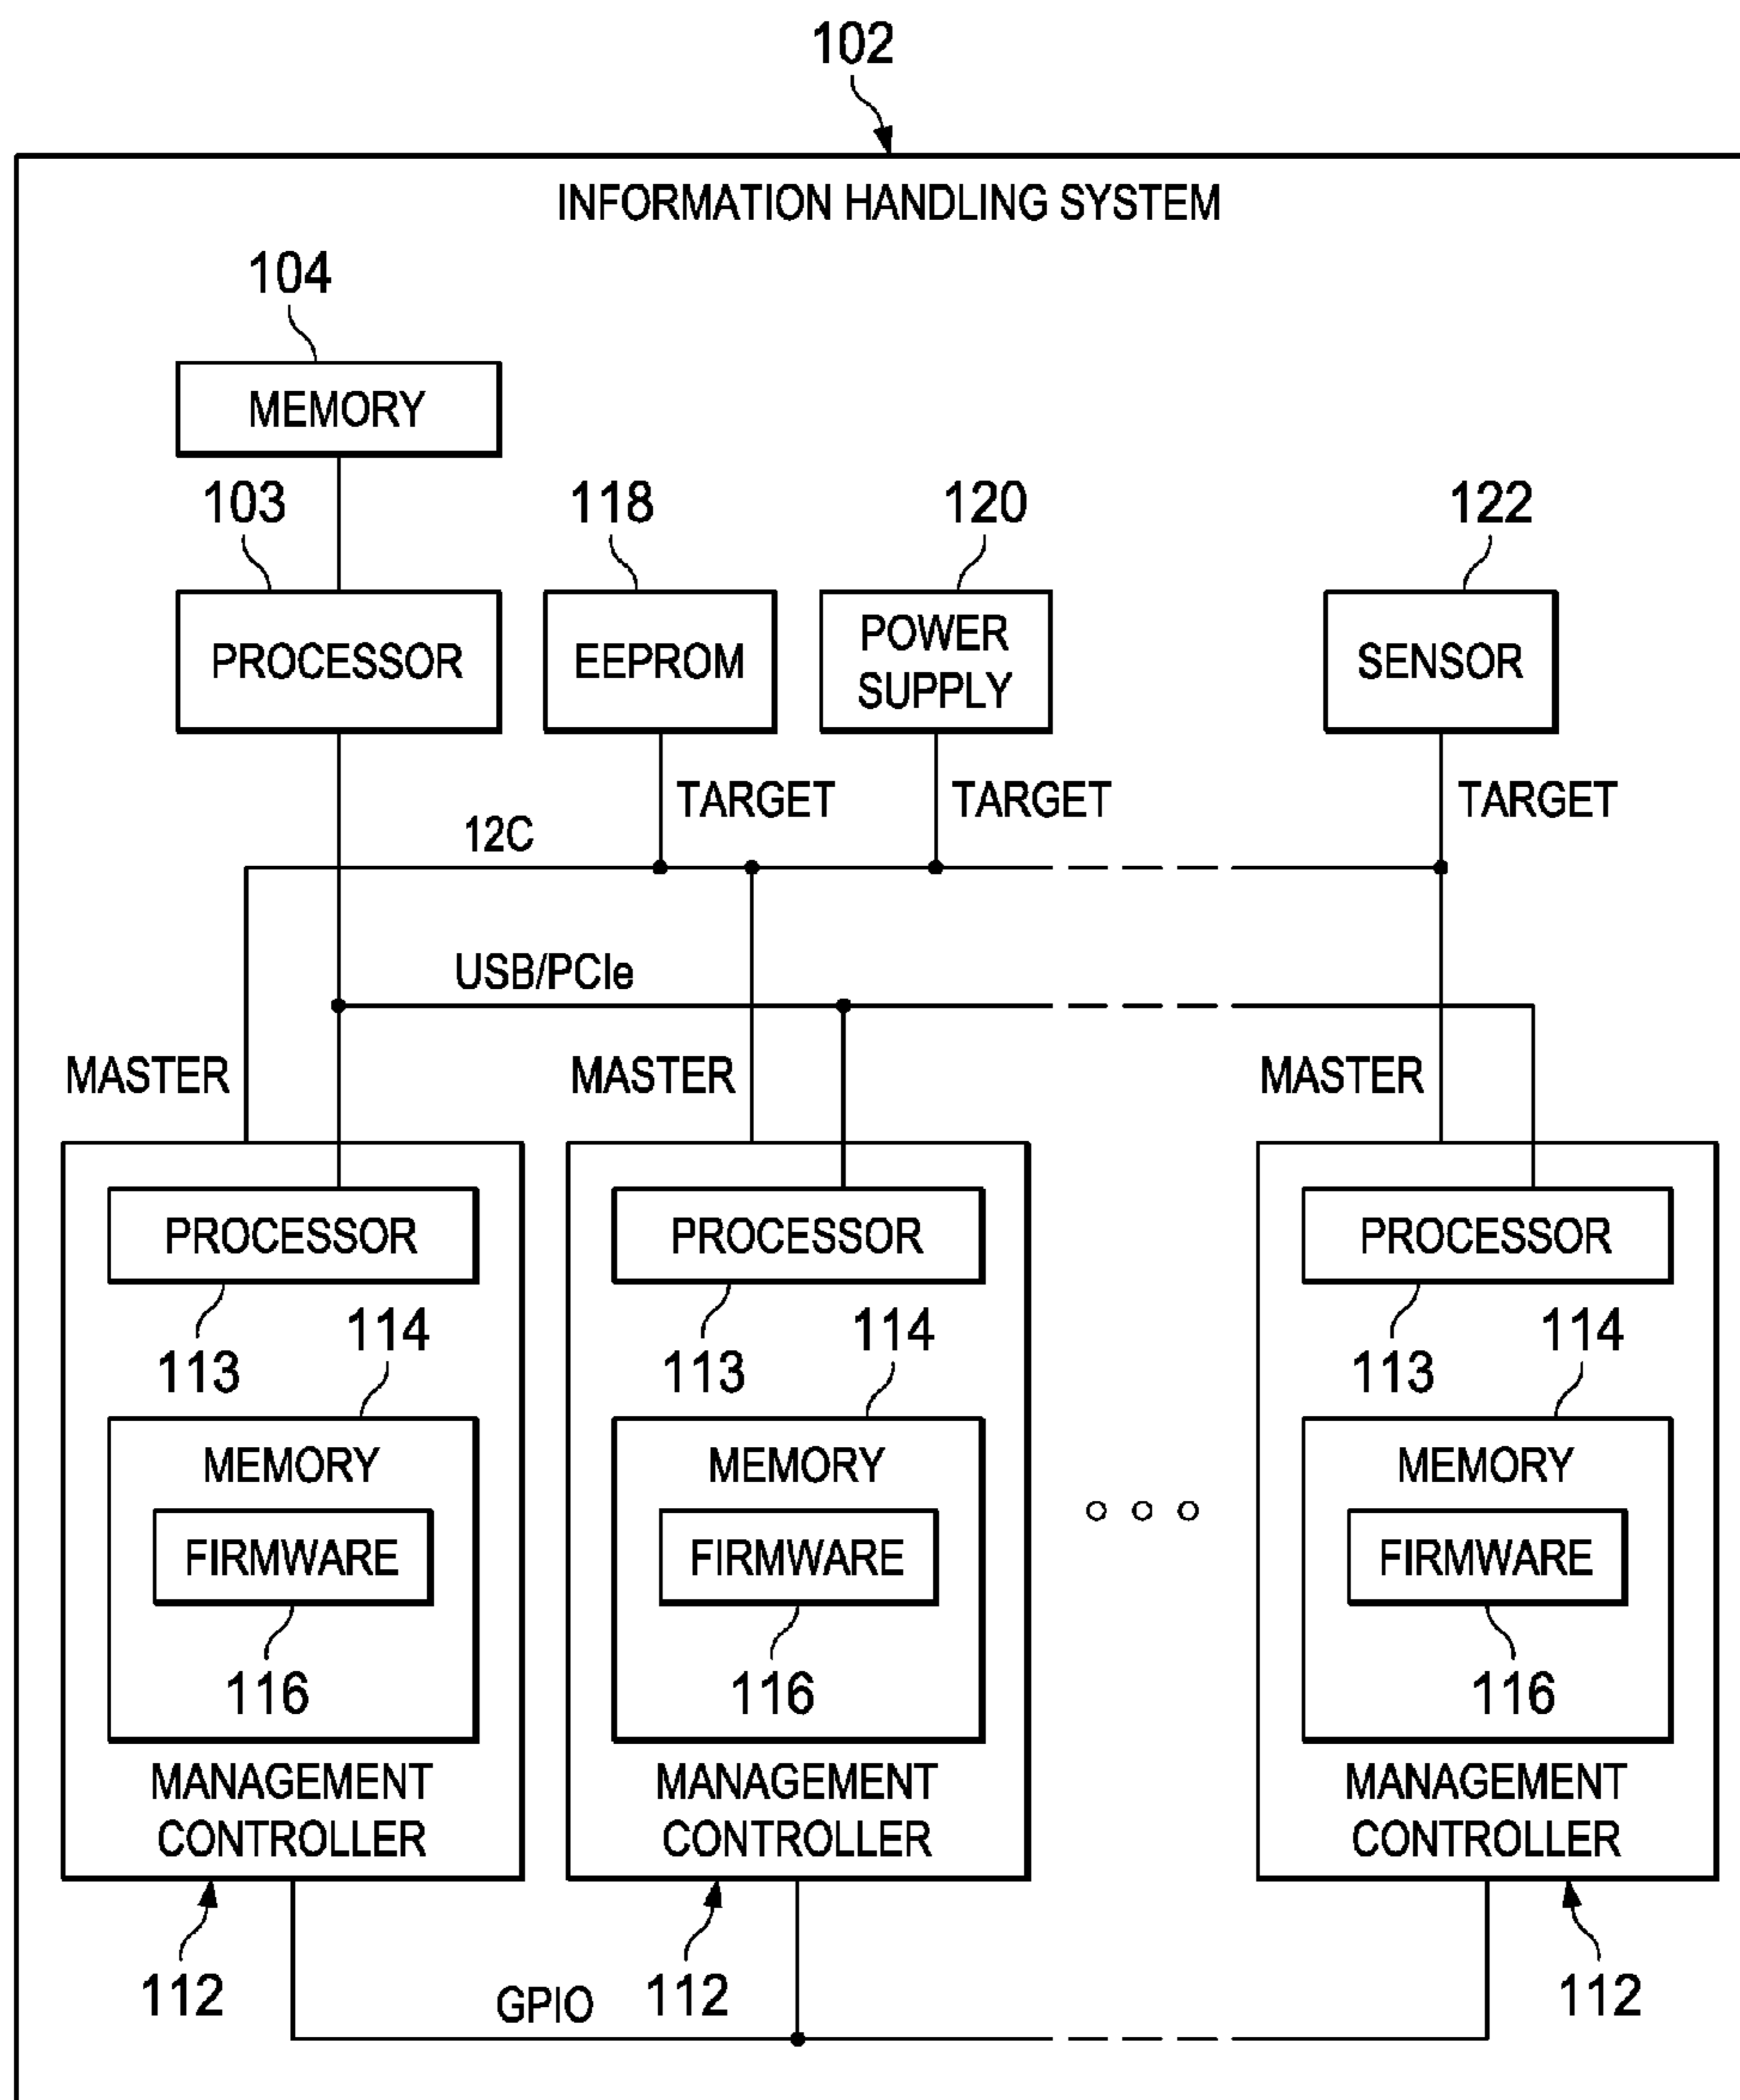 102
INFORMATION HANDLING SYSTEM
104
MEMORY
103
118
120
122
PROCESSOR
EEPROM
POWER
SUPPLY
SENSOR
TARGET
TARGET
TARGET
12C
USB/PCIe
MASTER
MASTER
MASTER
PROCESSOR
PROCESSOR
PROCESSOR
113
114
113
114
113
114
MEMORY
MEMORY
MEMORY
FIRMWARE
FIRMWARE
FIRMWARE
116
116
116
MANAGEMENT
CONTROLLER
MANAGEMENT
CONTROLLER
MANAGEMENT
CONTROLLER
112
GPIO
112
112